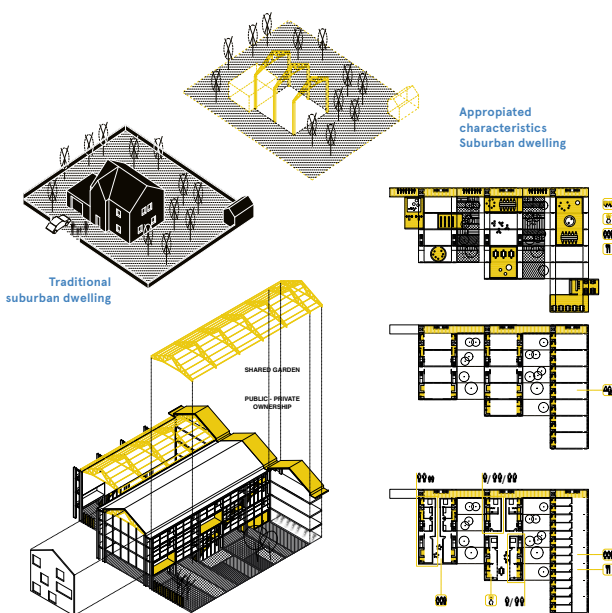 Appropiated
characteristics
Suburban dwelling
Traditional
suburban dwelling
SHARED GARDEN
PUBLIC - PRIVATE
OWNERSHIP